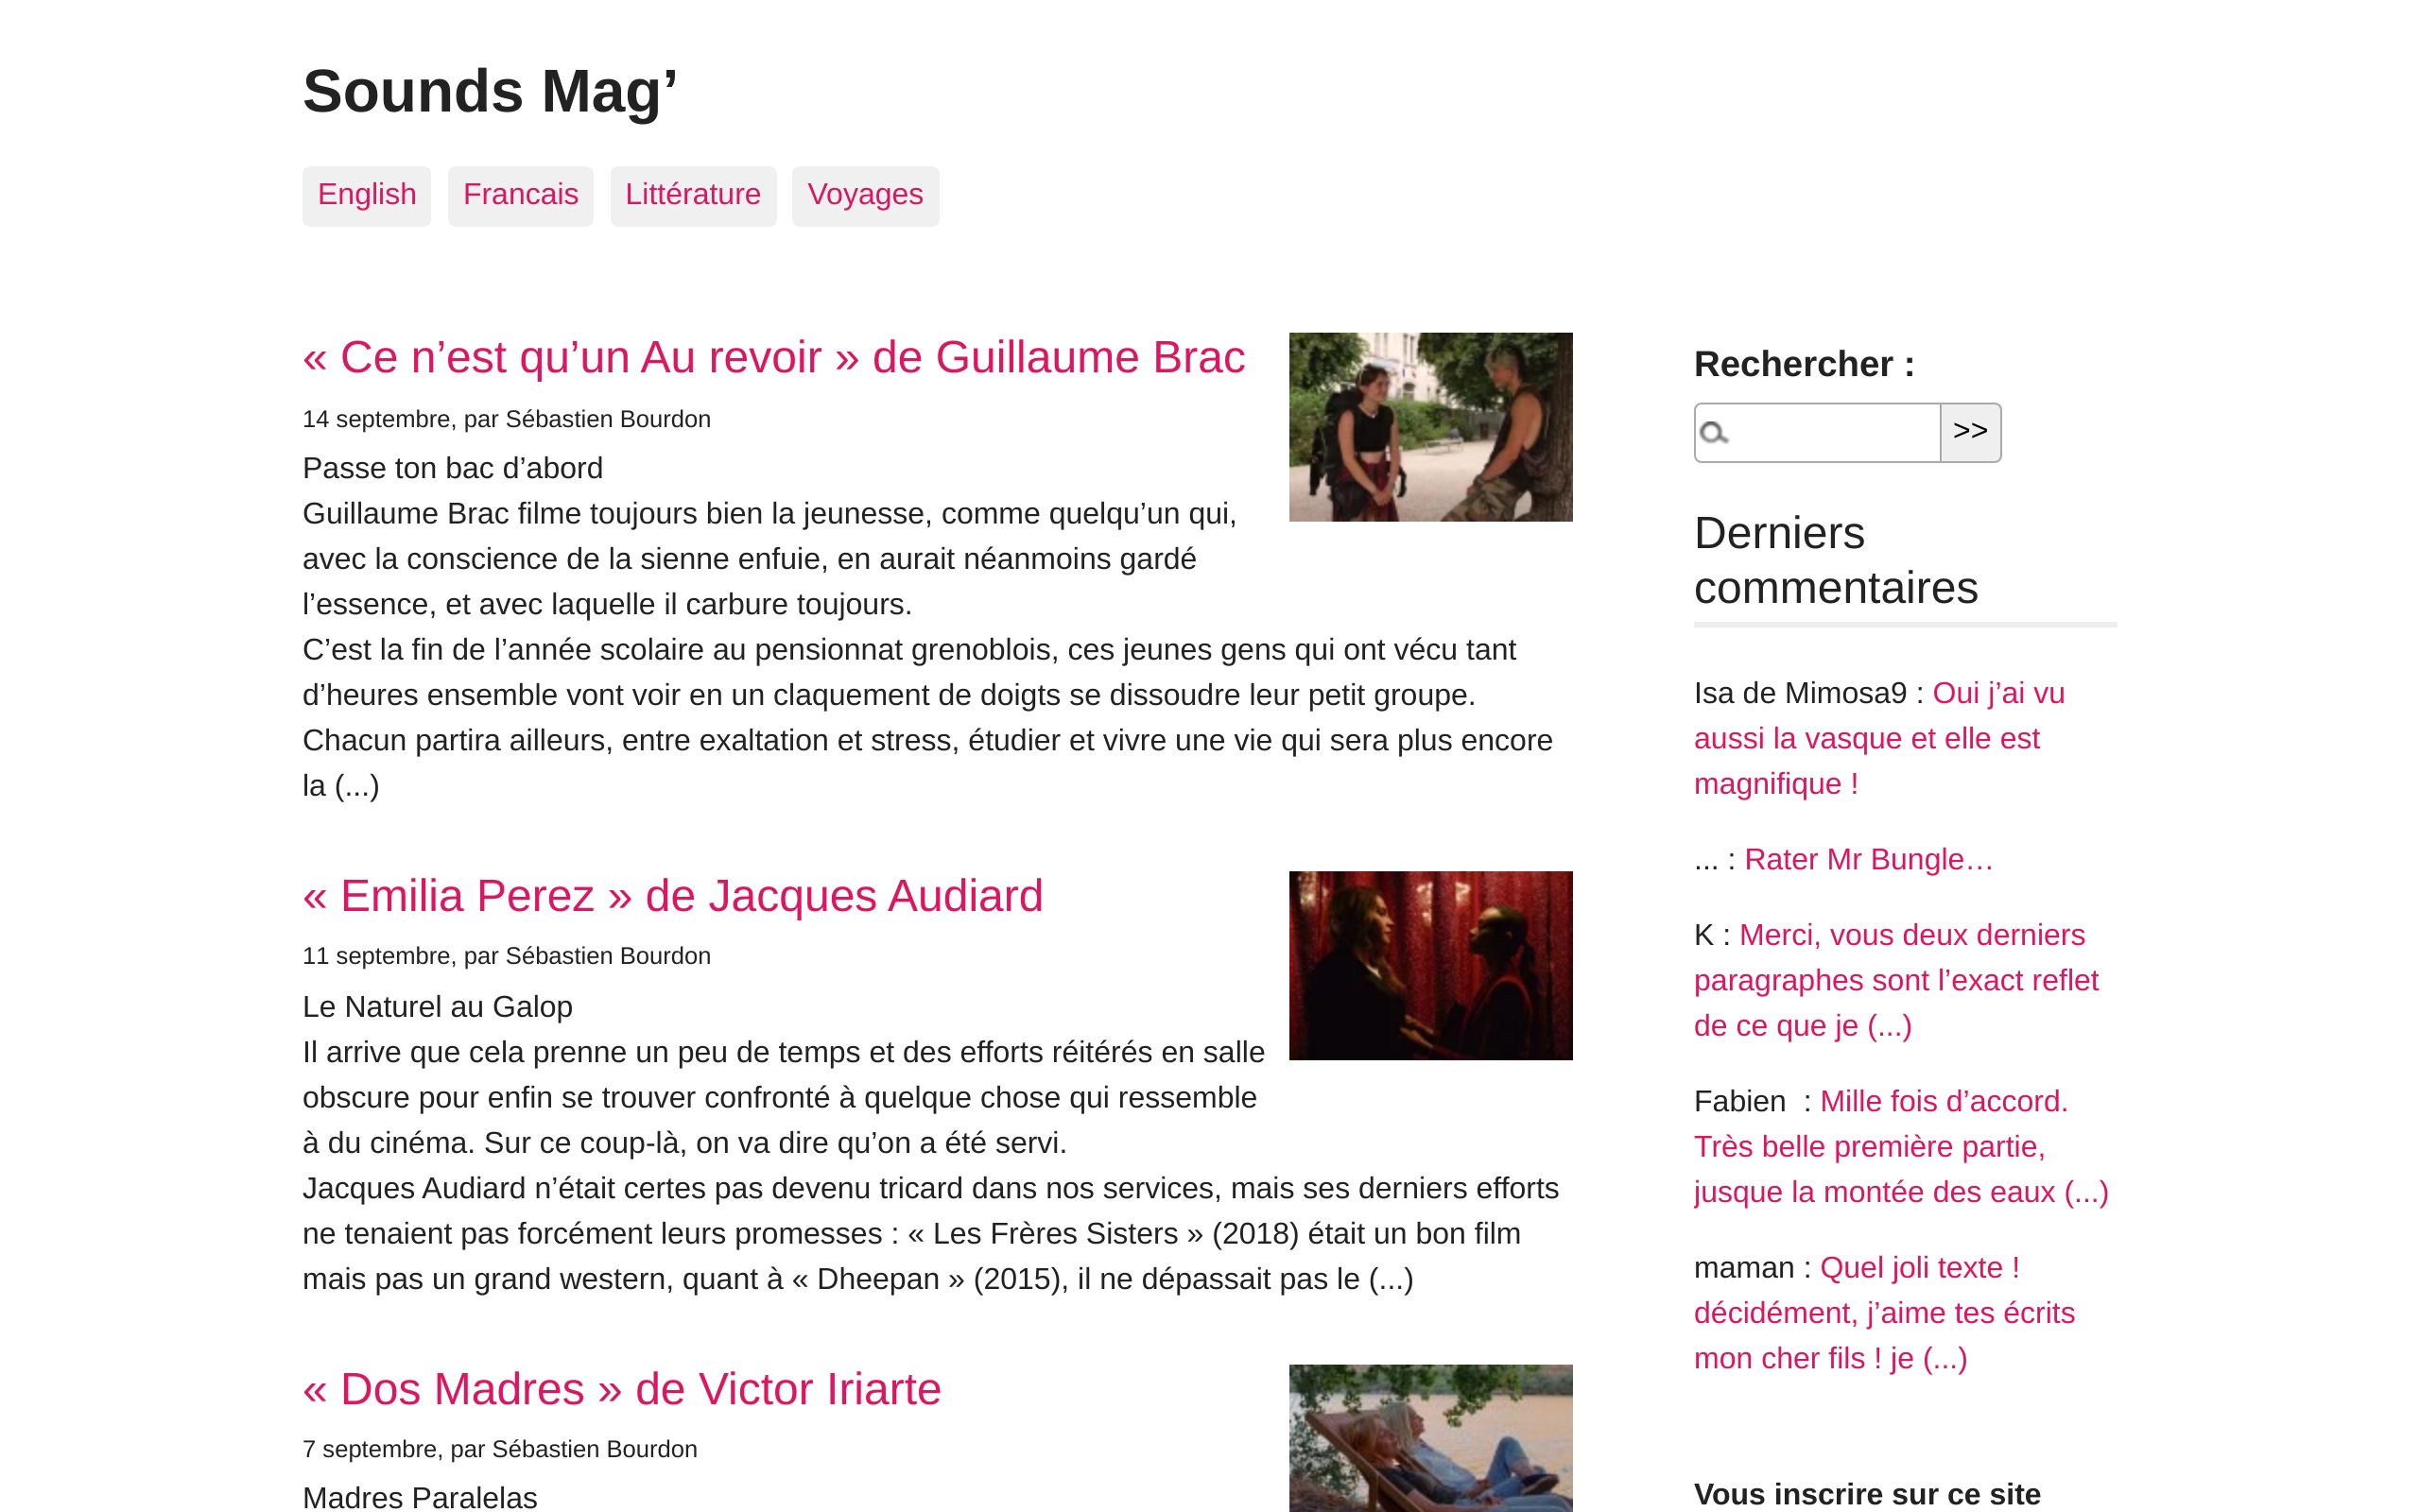 Sounds Mag’
English Francais Littérature Voyages
« Ce n’est qu’un Au revoir » de Guillaume Brac
14 septembre, par Sébastien Bourdon
Passe ton bac d’abord
Guillaume Brac filme toujours bien la jeunesse, comme quelqu’un qui,
avec la conscience de la sienne enfuie, en aurait néanmoins gardé
l’essence, et avec laquelle il carbure toujours.
C’est la fin de l’année scolaire au pensionnat grenoblois, ces jeunes gens qui ont vécu tant
d’heures ensemble vont voir en un claquement de doigts se dissoudre leur petit groupe.
Chacun partira ailleurs, entre exaltation et stress, étudier et vivre une vie qui sera plus encore
la (...)
« Emilia Perez » de Jacques Audiard
11 septembre, par Sébastien Bourdon
Le Naturel au Galop
Il arrive que cela prenne un peu de temps et des efforts réitérés en salle
obscure pour enfin se trouver confronté à quelque chose qui ressemble
à du cinéma. Sur ce coup-là, on va dire qu’on a été servi.
Jacques Audiard n’était certes pas devenu tricard dans nos services, mais ses derniers efforts
ne tenaient pas forcément leurs promesses : « Les Frères Sisters » (2018) était un bon film
mais pas un grand western, quant à « Dheepan » (2015), il ne dépassait pas le (...)
« Dos Madres » de Victor Iriarte
7 septembre, par Sébastien Bourdon
Madres Paralelas
Rechercher :
>>
Derniers
commentaires
Isa de Mimosa9 : Oui j’ai vu
aussi la vasque et elle est
magnifique !
... : Rater Mr Bungle…
K : Merci, vous deux derniers
paragraphes sont l’exact reflet
de ce que je (...)
Fabien  : Mille fois d’accord.
Très belle première partie,
jusque la montée des eaux (...)
maman : Quel joli texte !
décidément, j’aime tes écrits
mon cher fils ! je (...)
Vous inscrire sur ce site